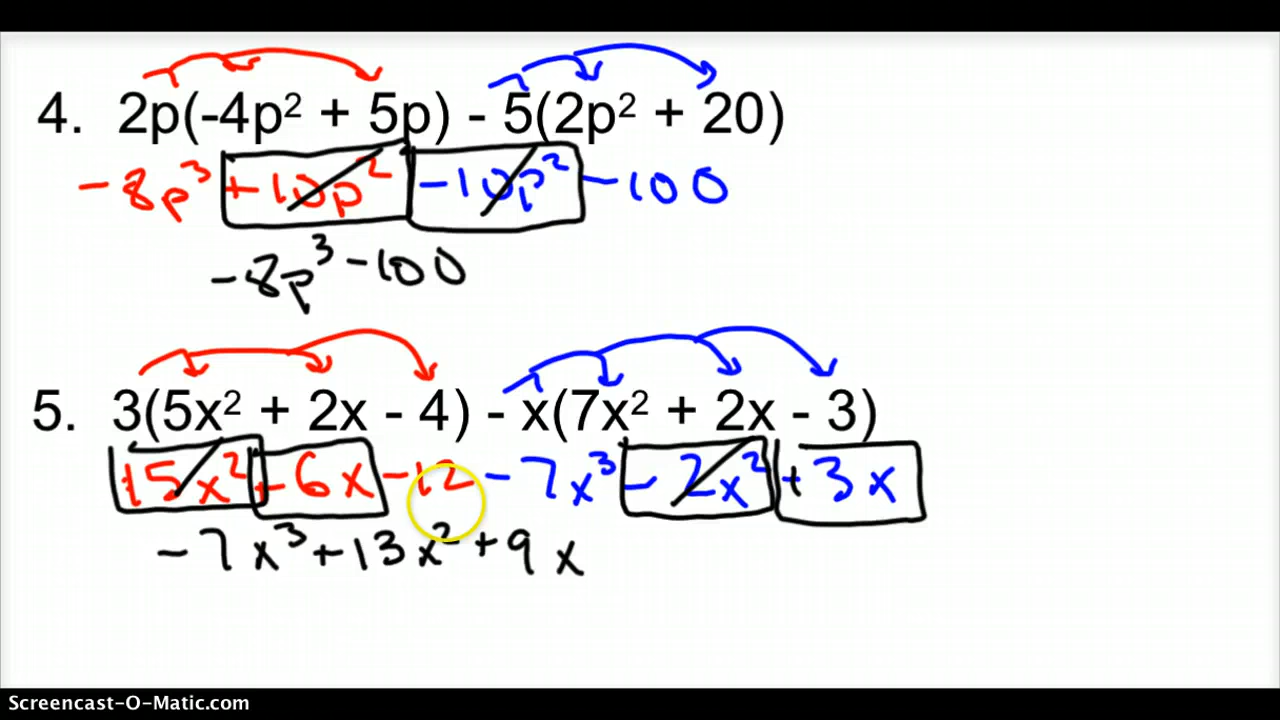 4. 2p(-4p² + 5p) - 5(2p² + 20)
-8p³ +10p² -10p² -100
-8p³ -100
5. 3(5x² + 2x - 4) - x(7x² + 2x - 3)
15x² +6x -12 -7x³ -2x² +3x
-7x³ +13x² +9x
Screencast-O-Matic.com